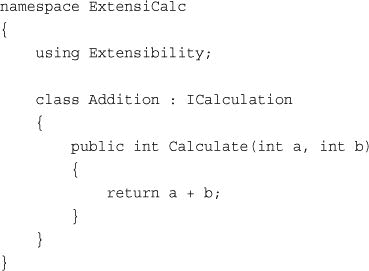 namespace ExtensiCalc
{
    using Extensibility;

    class Addition : ICalculation
    {
        public int Calculate(int a, int b)
        {
            return a + b;
        }
    }
}